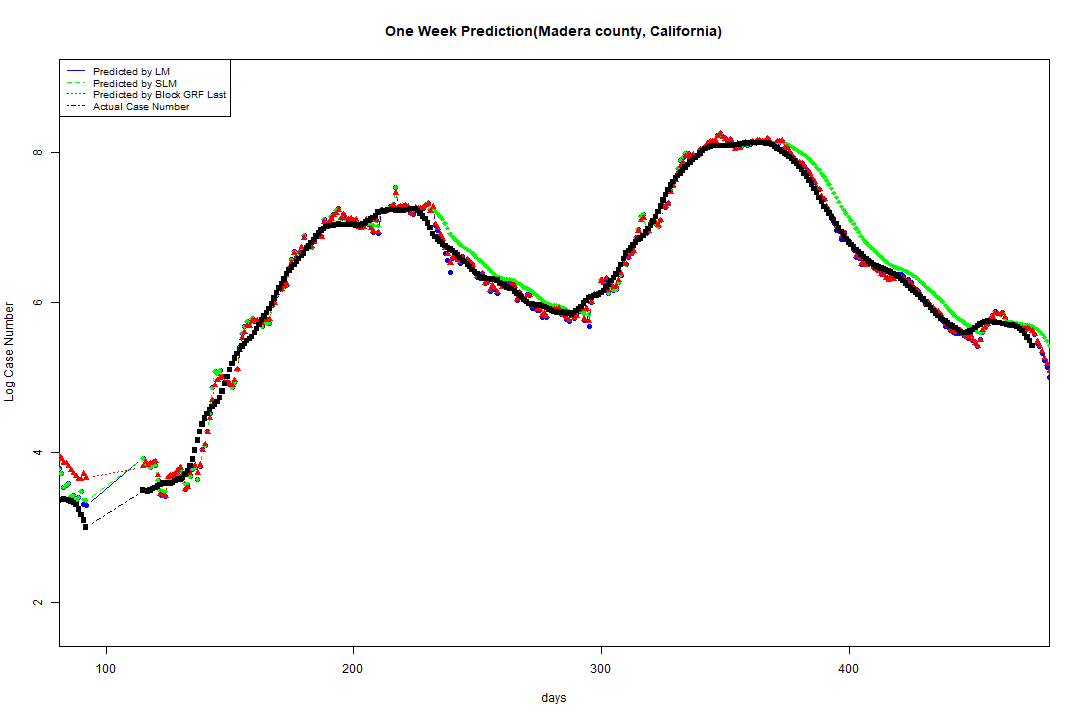 One Week Prediction(Madera county, California)
Predicted by LM
Predicted by SLM
Predicted by Block GRF Last
Actual Case Number
8
6
4
2
Log Case Number
100 200 300 400
days